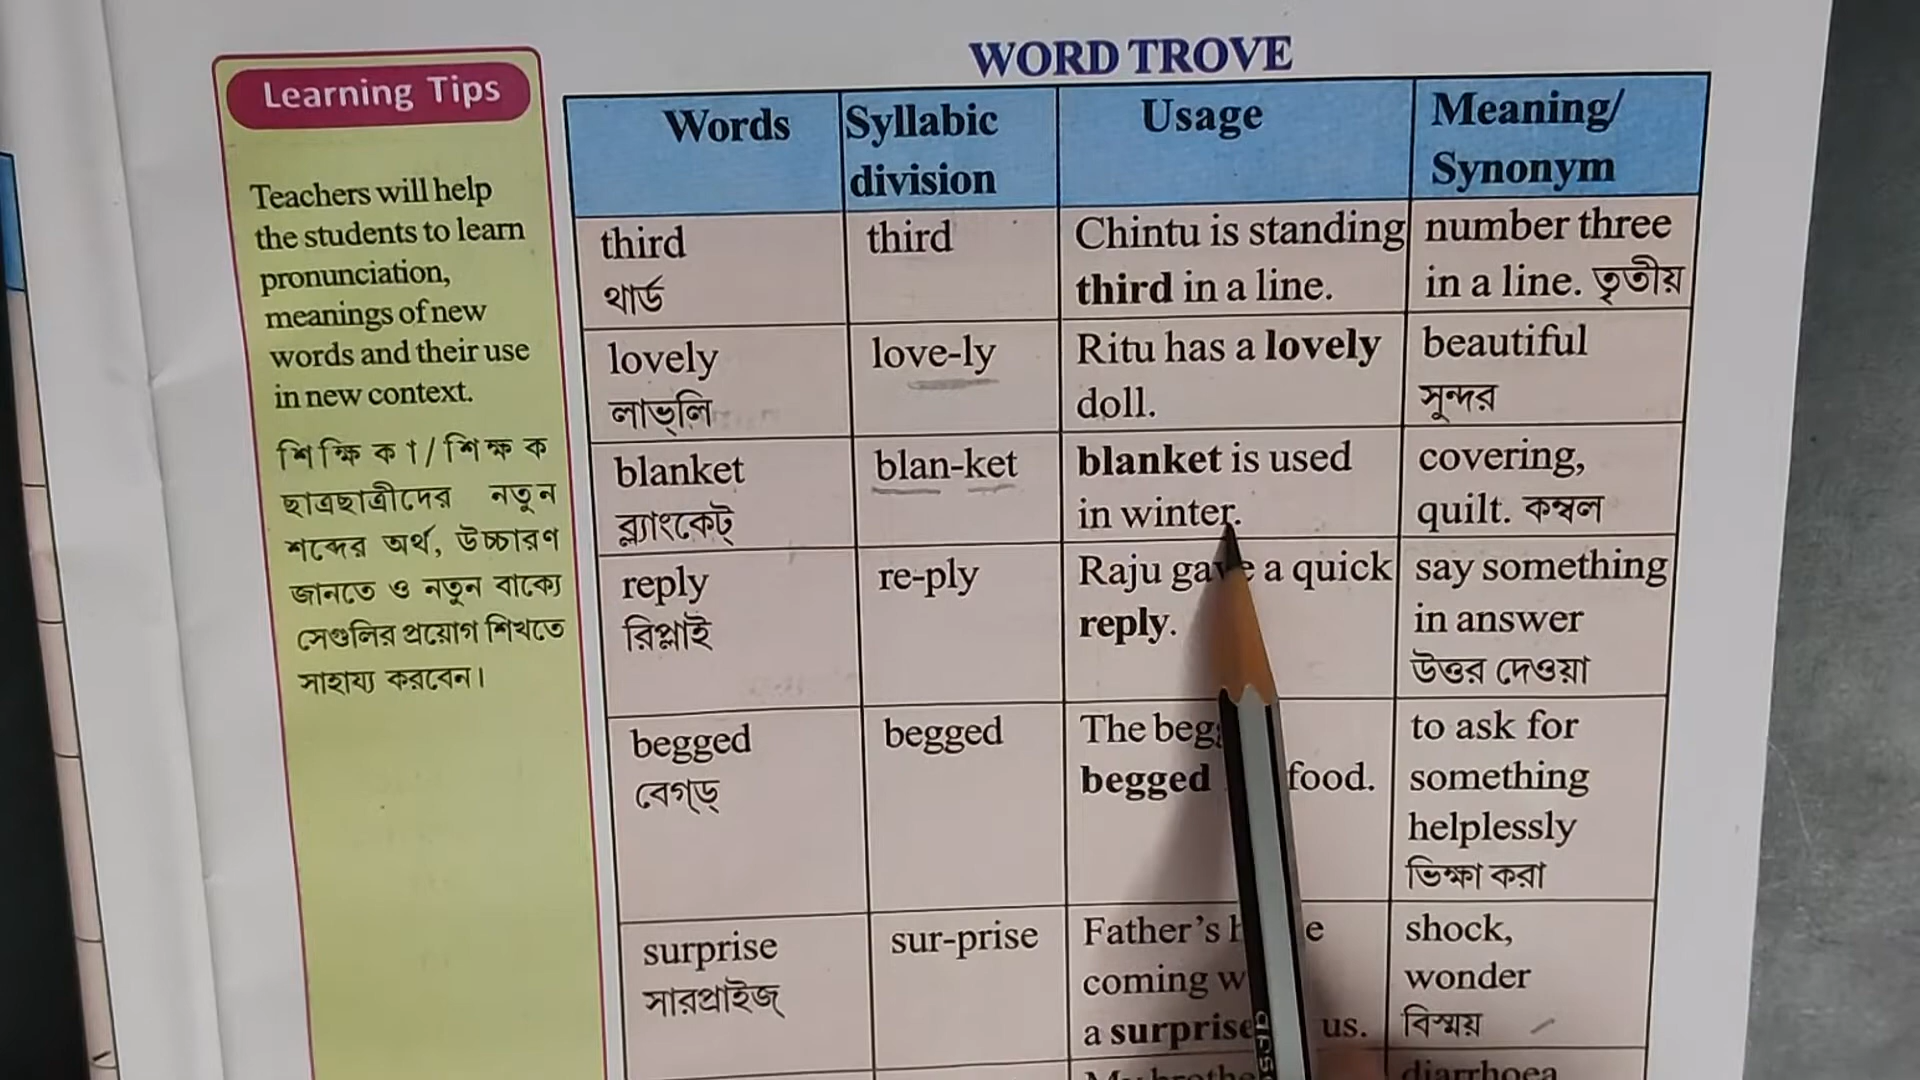 WORD TROVE
Learning Tips
Teachers will help
the students to learn
pronunciation,
meanings of new
words and their use
in new context.
শিক্ষিকা/শিক্ষক
ছাত্রছাত্রীদের নতুন
শব্দের অর্থ, উচ্চারণ
জানতে ও নতুন বাক্যে
সেগুলির প্রয়োগ শিখতে
সাহায্য করবেন।
Words
Syllabic
division
Usage
Meaning/
Synonym
third
থার্ড
third
Chintu is standing
third in a line.
number three
in a line. তৃতীয়
lovely
লাভ্‌লি
love-ly
Ritu has a lovely
doll.
beautiful
সুন্দর
blanket
ব্ল্যাংকেট্
blan-ket
blanket is used
in winter.
covering,
quilt. কম্বল
reply
রিপ্লাই
re-ply
Raju gave a quick
reply.
say something
in answer
উত্তর দেওয়া
begged
বেগ্‌ড্
begged
The
begged food.
to ask for
something
helplessly
ভিক্ষা করা
surprise
সারপ্রাইজ্
sur-prise
Father's
coming
a surprise us.
shock,
wonder
বিস্ময়
diarrhoea